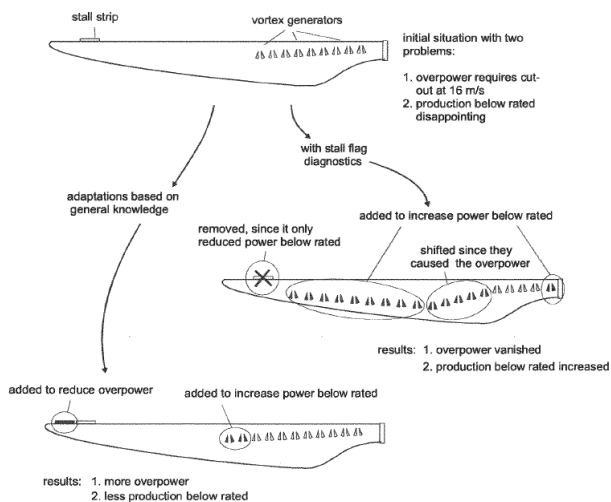 stall strip
vortex generators
initial situation with two
problems:
1. overpower requires cut-
out at 16 m/s
2. production below rated
disappointing
with stall flag
diagnostics
adaptations based on
general knowledge
added to increase power below rated
removed, since it only
reduced power below rated
shifted since they
caused the overpower
results: 1. overpower vanished
2. production below rated increased
added to reduce overpower
added to increase power below rated
results: 1. more overpower
2. less production below rated